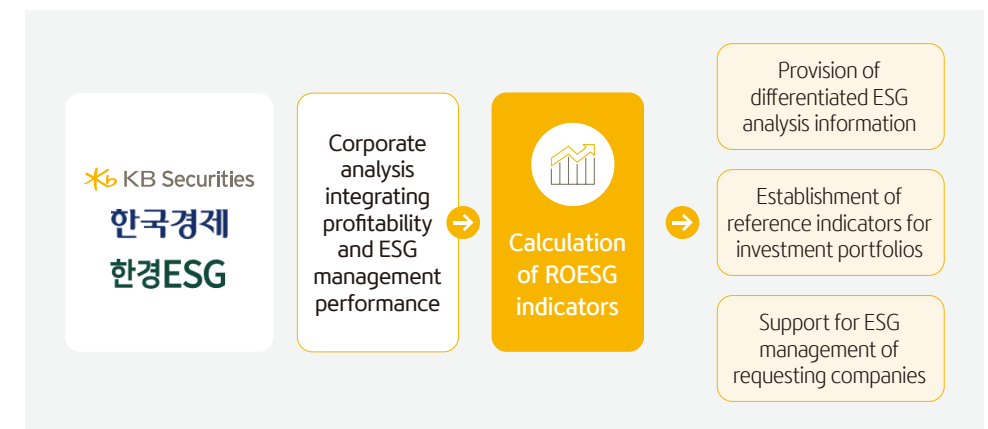 KB Securities
한국경제
한경ESG
Corporate
analysis
integrating
profitability
and ESG
management
performance
Calculation
of ROESG
indicators
Provision of
differentiated ESG
analysis information
Establishment of
reference indicators for
investment portfolios
Support for ESG
management of
requesting companies